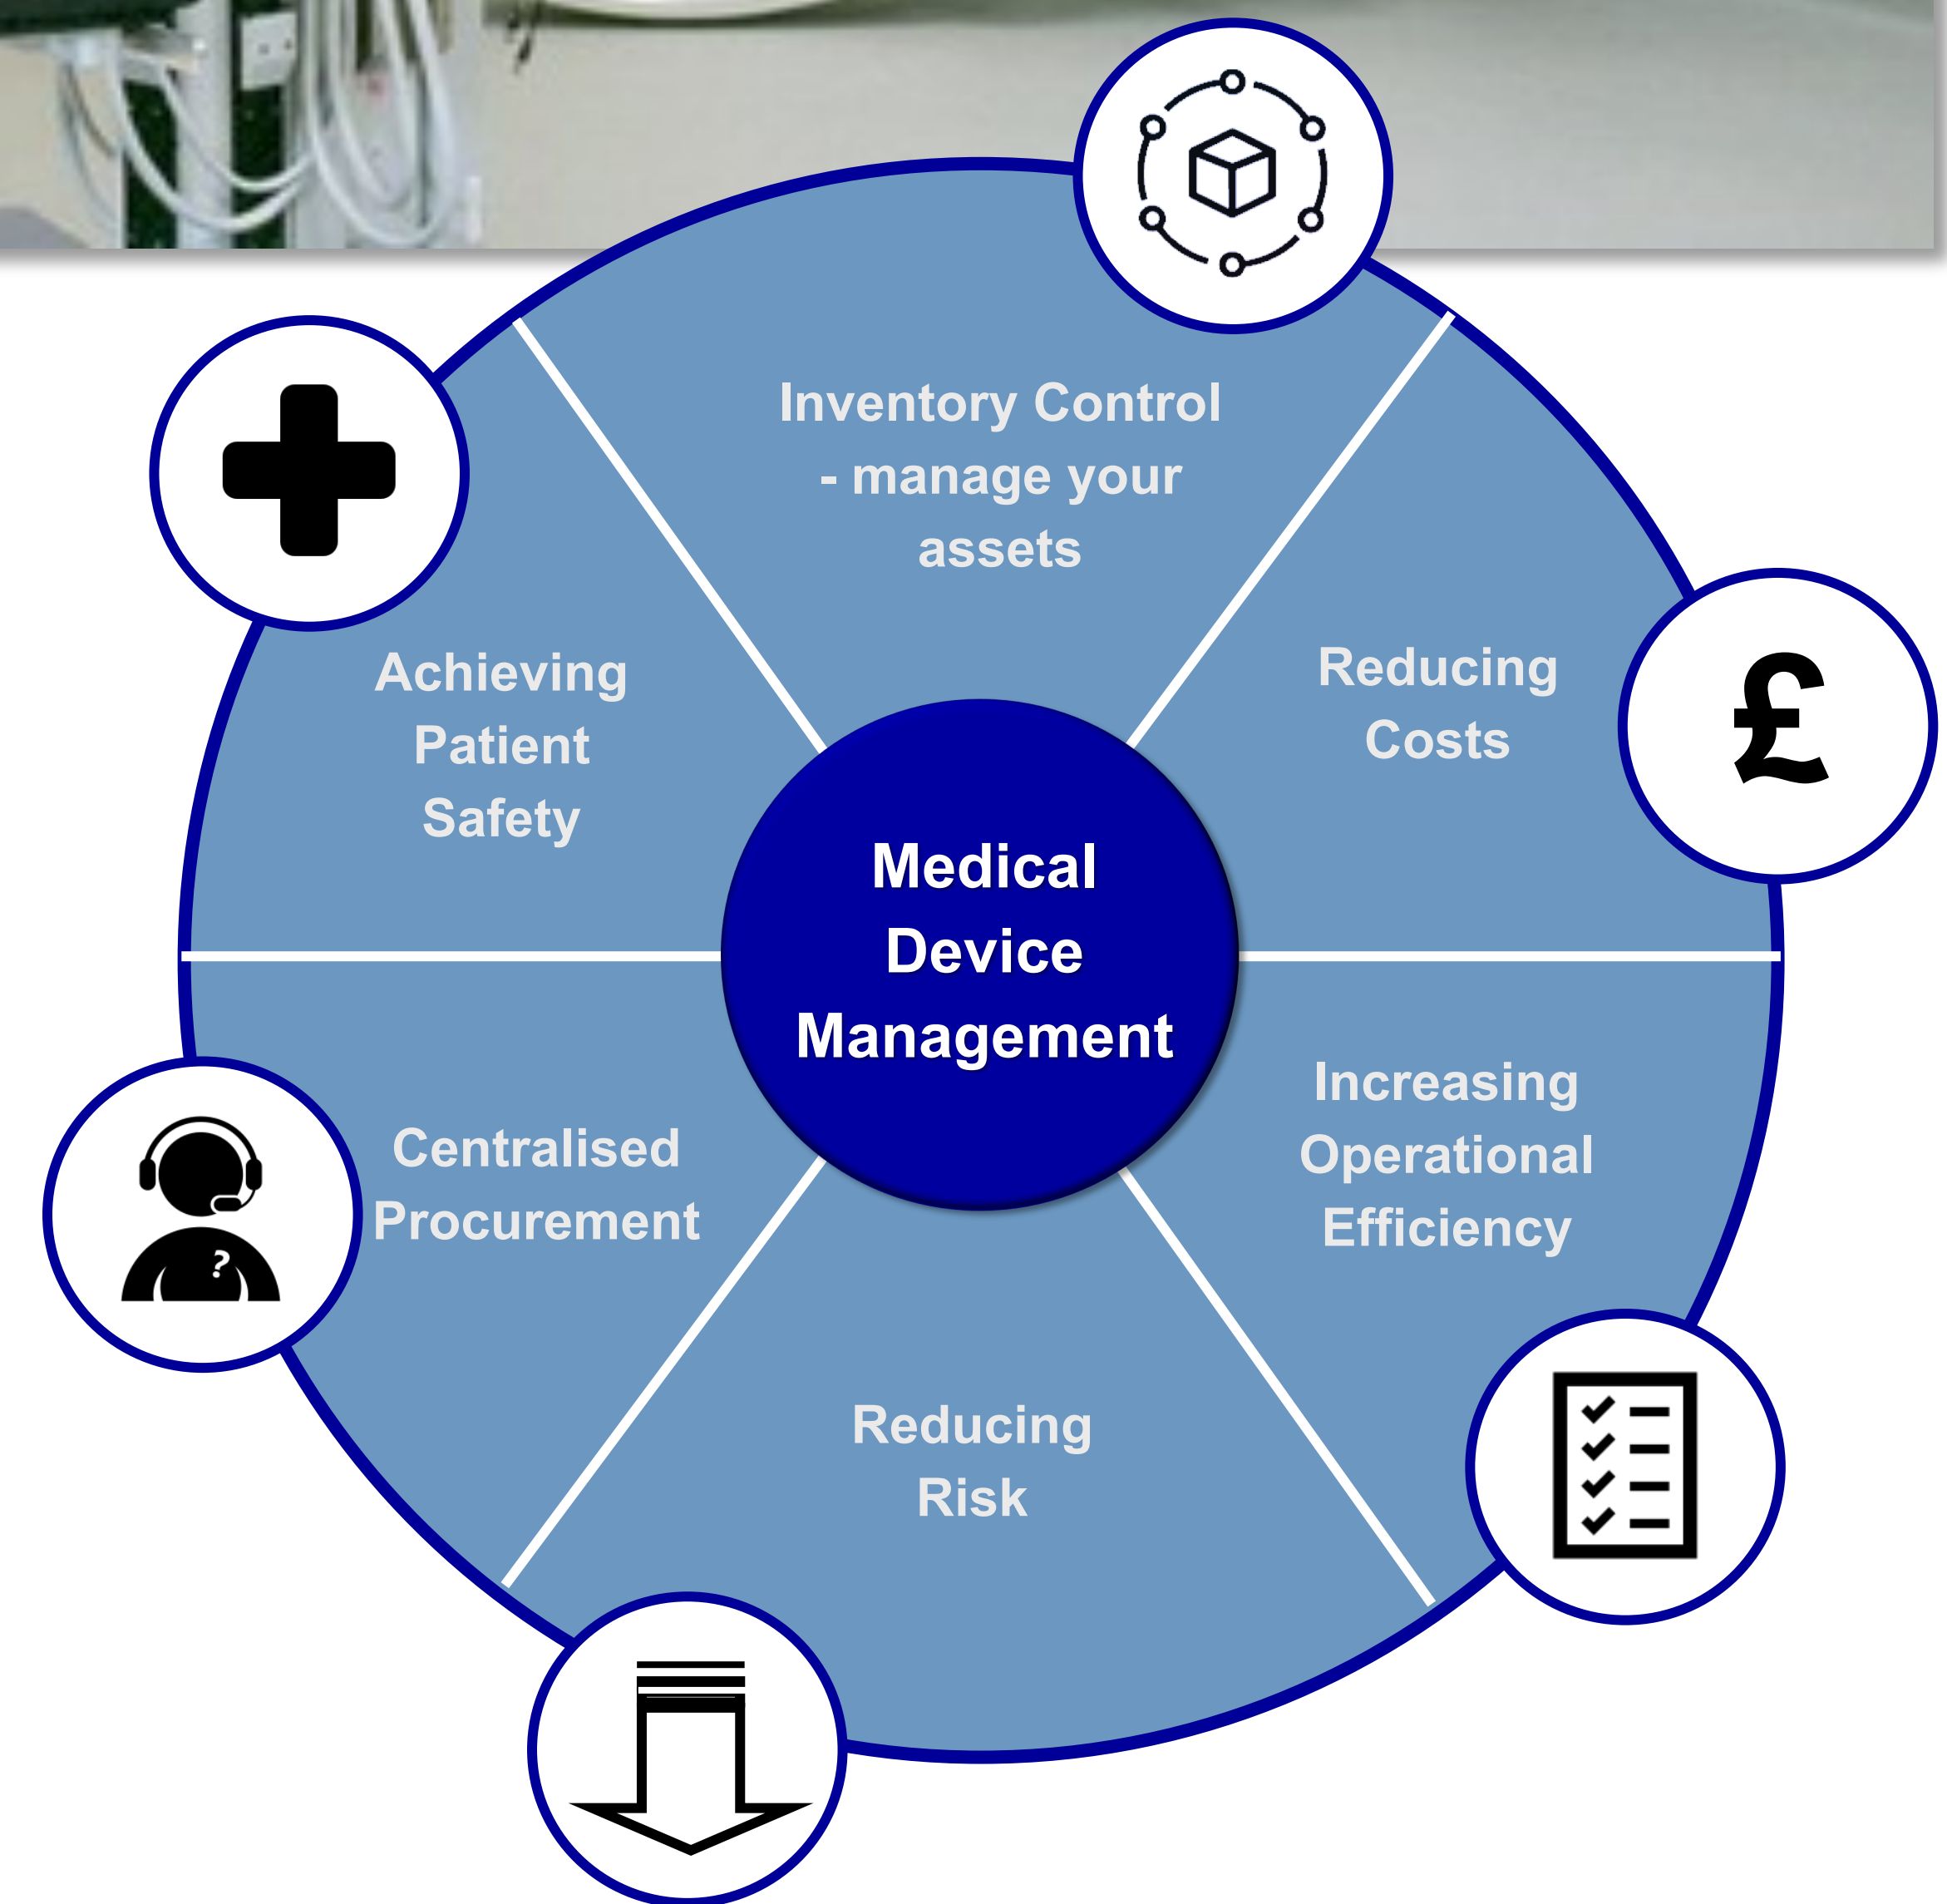 Inventory Control
- manage your
assets
Reducing
Costs
£
Increasing
Operational
Efficiency
Reducing
Risk
Centralised
Procurement
?
Achieving
Patient
Safety
Medical
Device
Management